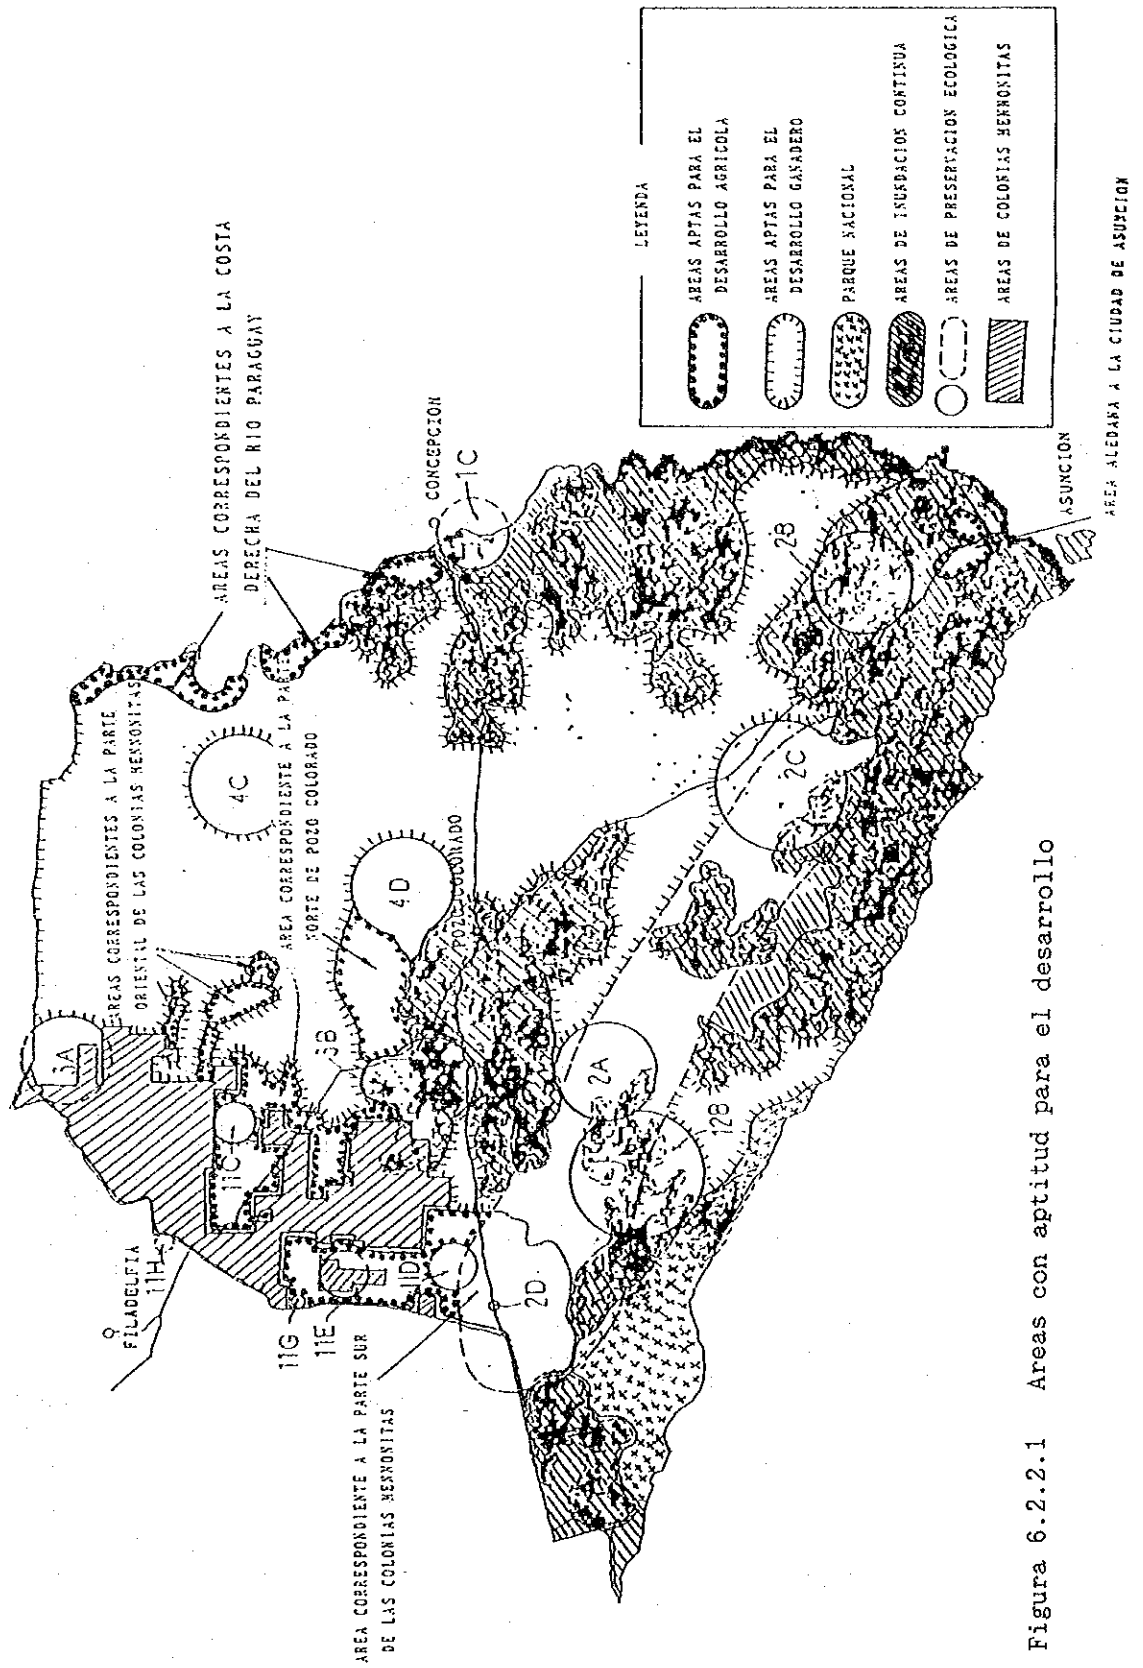 AREAS CORRESPONDIENTES A LA COSTA
DERECHA DEL RIO PARAGUAY
AREAS CORRESPONDIENTES A LA PARTE
ORIENTAL DE LAS COLONIAS MENNONITAS
AREA CORRESPONDIENTE A LA PARTE
NORTE DE POZO COLORADO
CONCEPCION
1C
4C
4D
3A
3B
POZO COLORADO
FILADELFIA
11H
11C
11G
11E
11D
2D
2A
12B
2C
2B
AREA CORRESPONDIENTE A LA PARTE SUR
DE LAS COLONIAS MENNONITAS
ASUNCION
AREA ALEDAÑA A LA CIUDAD DE ASUNCION
LEYENDA
AREAS APTAS PARA EL
DESARROLLO AGRICOLA
AREAS APTAS PARA EL
DESARROLLO GANADERO
PARQUE NACIONAL
AREAS DE INUNDACION CONTINUA
AREAS DE PRESERVACION ECOLOGICA
AREAS DE COLONIAS MENNONITAS
Figura 6.2.2.1 Areas con aptitud para el desarrollo